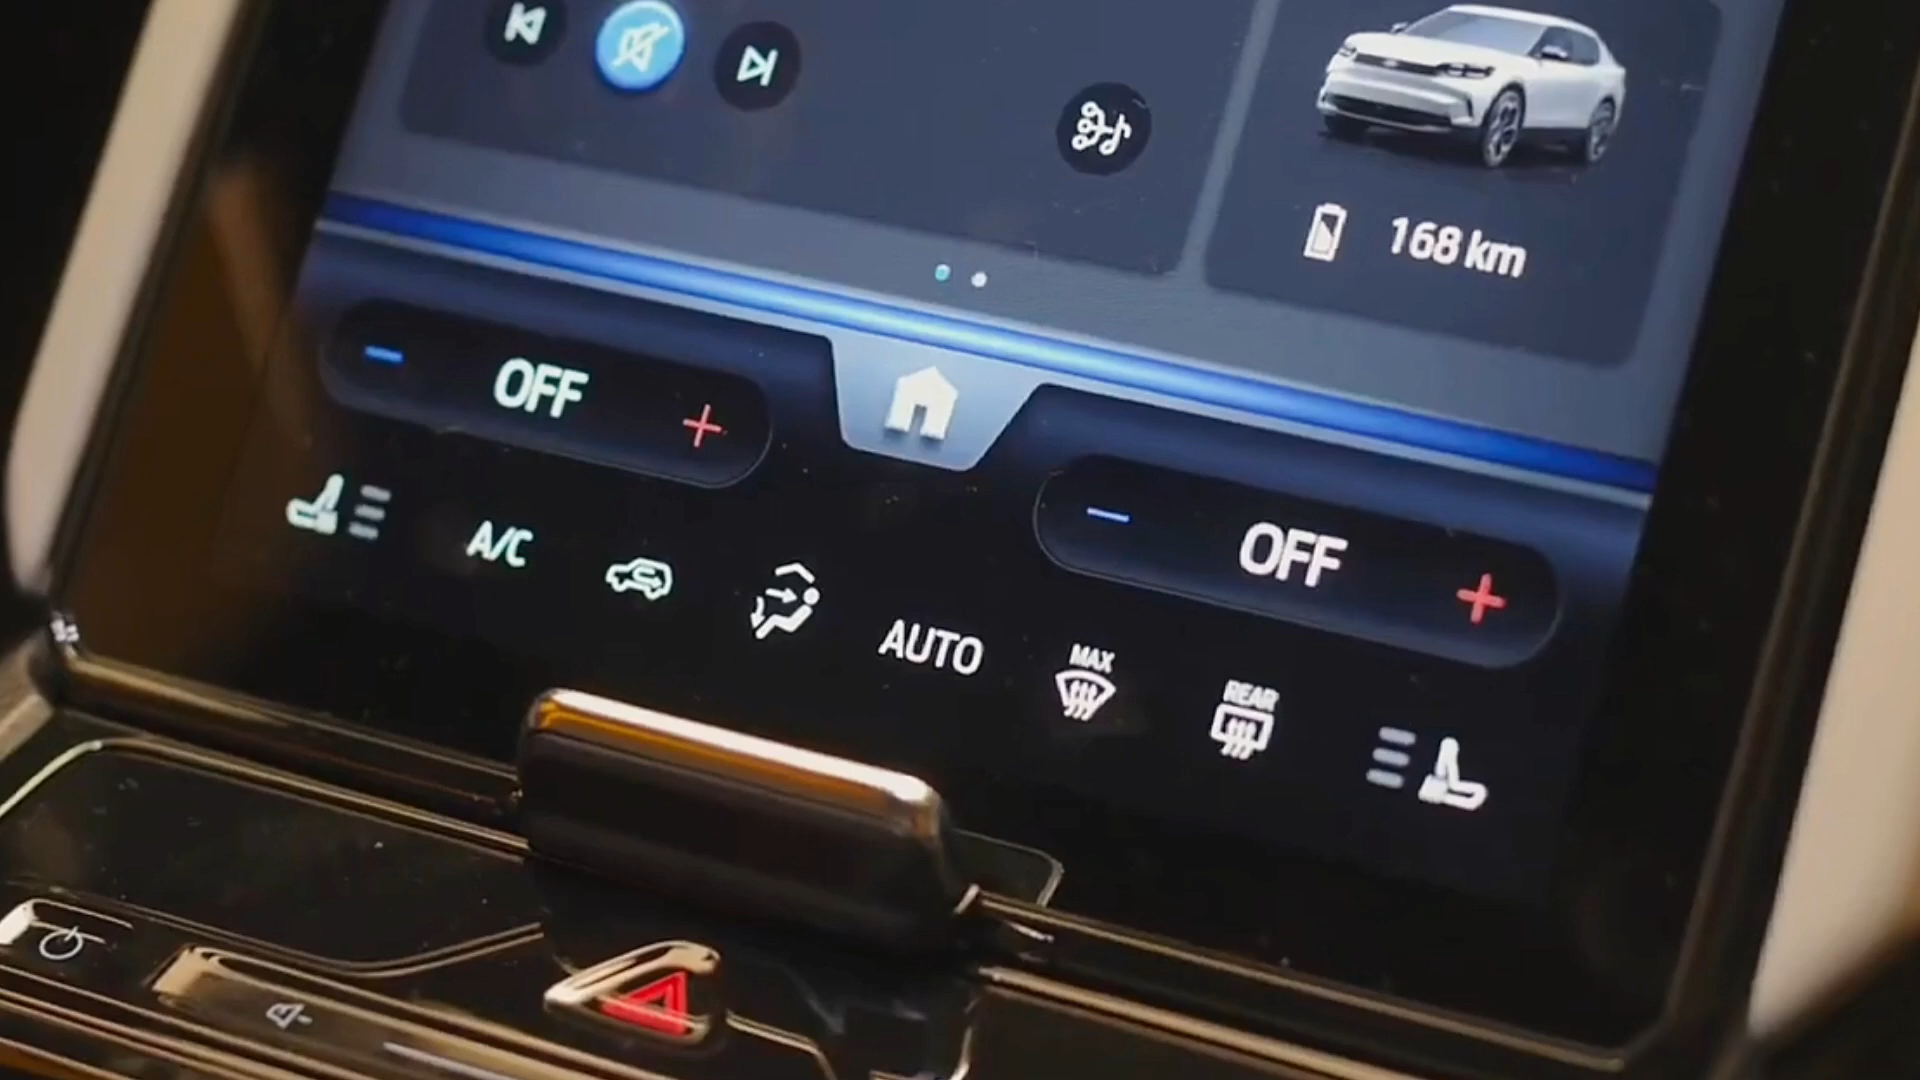 168 km
OFF
OFF
A/C
AUTO
MAX
REAR